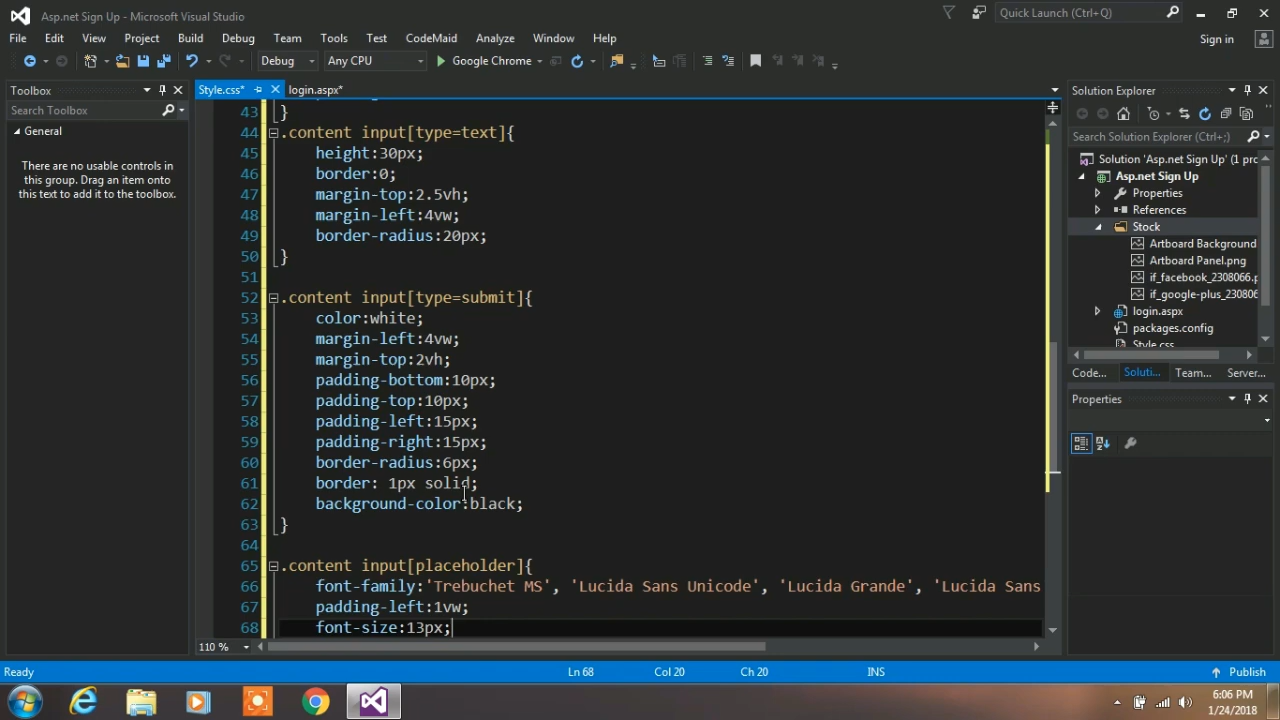 Asp.net Sign Up - Microsoft Visual Studio
Quick Launch (Ctrl+Q)
File Edit View Project Build Debug Team Tools Test CodeMaid Analyze Window Help
Sign in
Debug Any CPU Google Chrome
Toolbox
Search Toolbox
General
There are no usable controls in
this group. Drag an item onto
this text to add it to the toolbox.
Style.css* login.aspx*
43 }
44 .content input[type=text]{
45 height:30px;
46 border:0;
47 margin-top:2.5vh;
48 margin-left:4vw;
49 border-radius:20px;
50 }
51
52 .content input[type=submit]{
53 color:white;
54 margin-left:4vw;
55 margin-top:2vh;
56 padding-bottom:10px;
57 padding-top:10px;
58 padding-left:15px;
59 padding-right:15px;
60 border-radius:6px;
61 border: 1px solid;
62 background-color:black;
63 }
64
65 .content input[placeholder]{
66 font-family:'Trebuchet MS', 'Lucida Sans Unicode', 'Lucida Grande', 'Lucida Sans
67 padding-left:1vw;
68 font-size:13px;
110 %
Solution Explorer
Search Solution Explorer (Ctrl+;)
Solution 'Asp.net Sign Up' (1 pro
Asp.net Sign Up
Properties
References
Stock
Artboard Background
Artboard Panel.png
if_facebook_2308066.p
if_google-plus_230806
login.aspx
packages.config
Style.css
Code... Soluti... Team... Server...
Properties
Ready Ln 68 Col 20 Ch 20 INS Publish
6:06 PM
1/24/2018